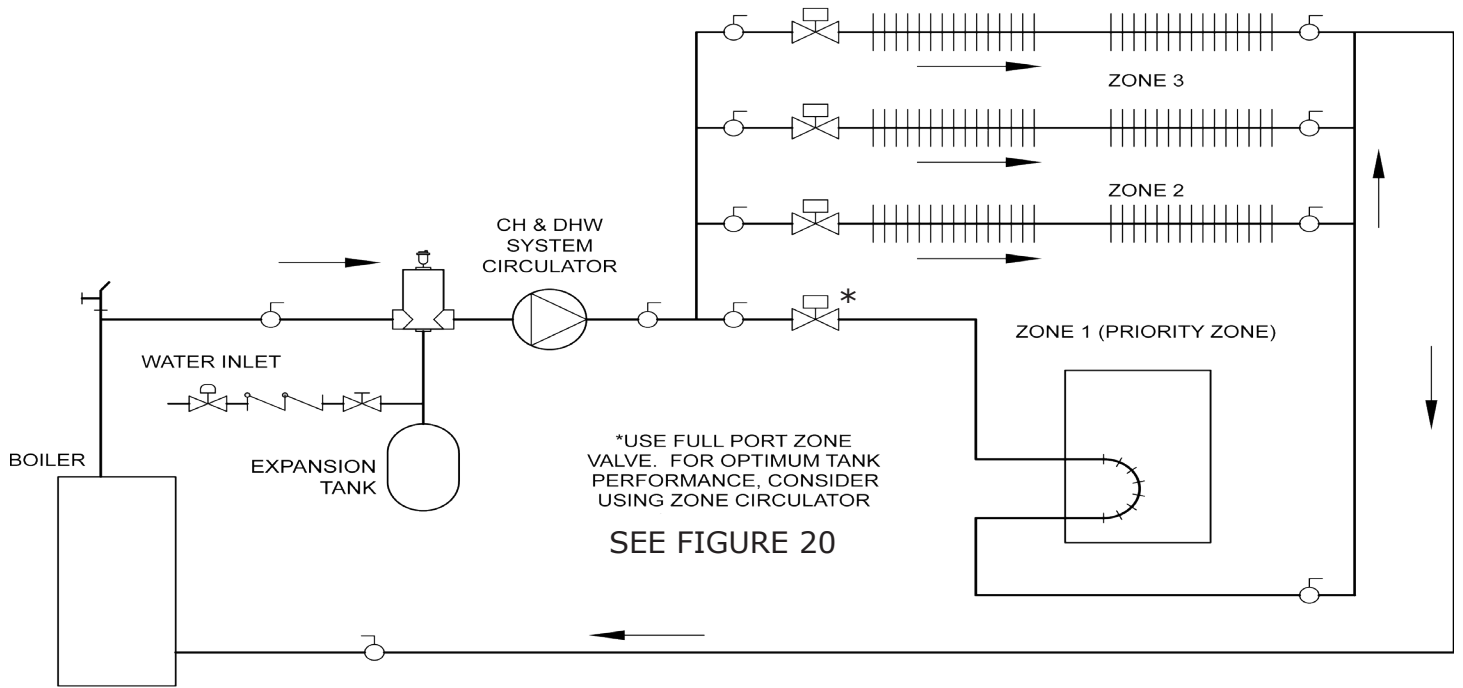 ZONE 3
ZONE 2
CH & DHW
SYSTEM
CIRCULATOR
*
ZONE 1 (PRIORITY ZONE)
WATER INLET
BOILER
EXPANSION
TANK
*USE FULL PORT ZONE
VALVE. FOR OPTIMUM TANK
PERFORMANCE, CONSIDER
USING ZONE CIRCULATOR
SEE FIGURE 20